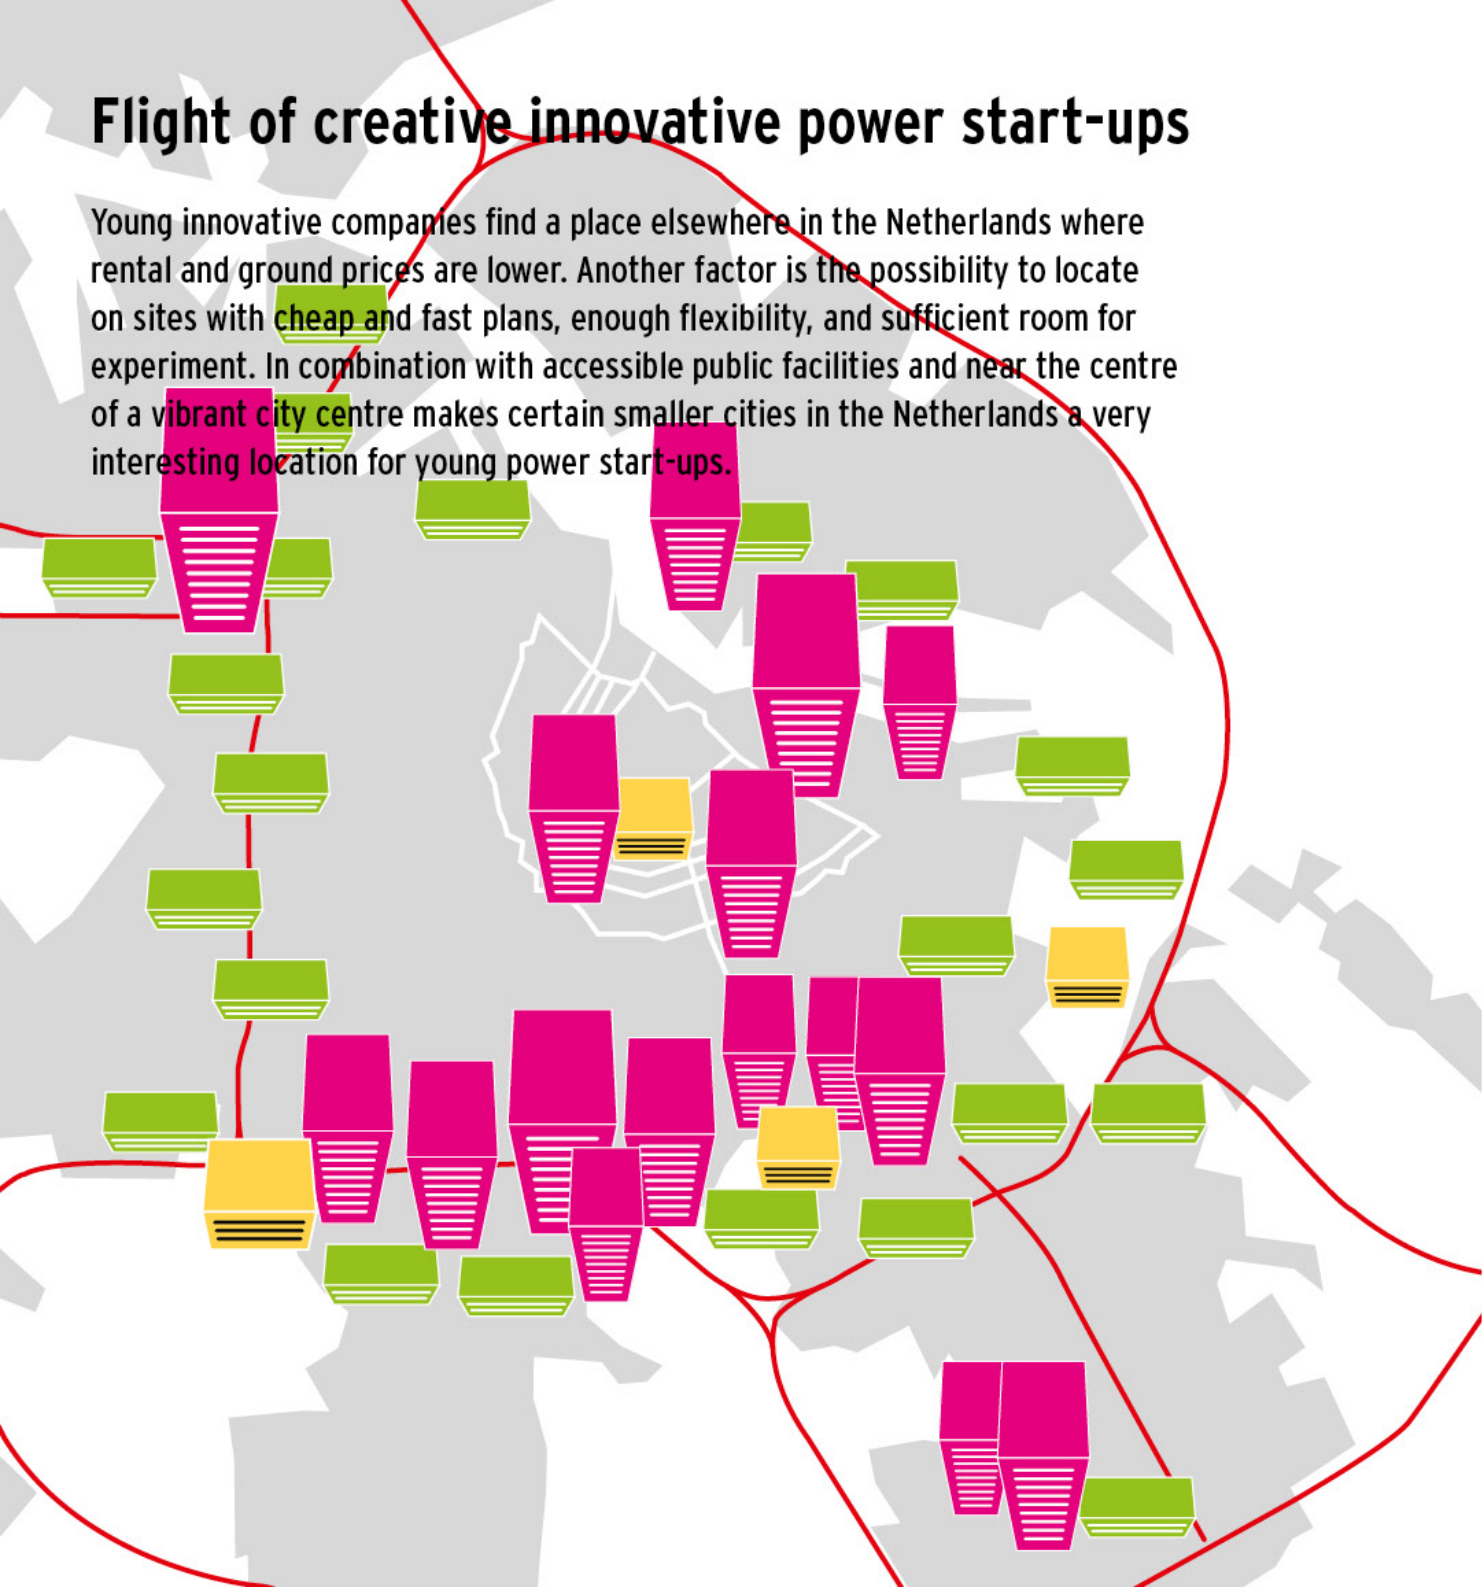 Flight of creative innovative power start-ups
Young innovative companies find a place elsewhere in the Netherlands where
rental and ground prices are lower. Another factor is the possibility to locate
on sites with cheap and fast plans, enough flexibility, and sufficient room for
experiment. In combination with accessible public facilities and near the centre
of a vibrant city centre makes certain smaller cities in the Netherlands a very
interesting location for young power start-ups.